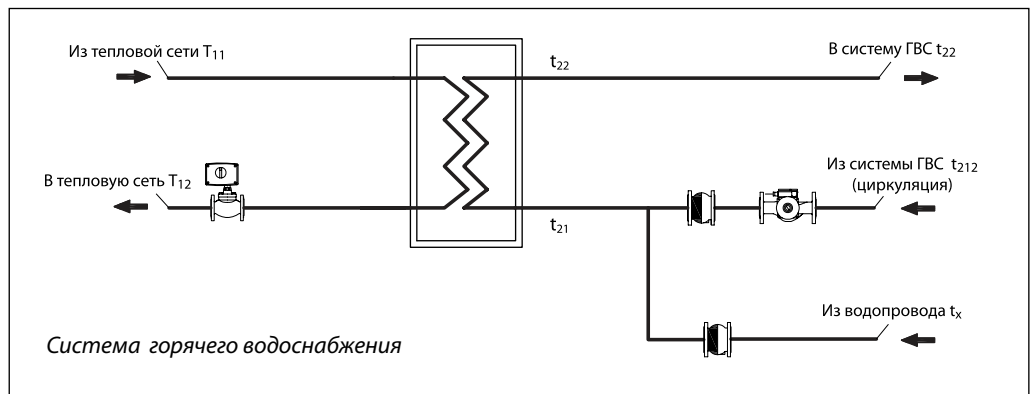 Из тепловой сети T₁₁
t₂₂
В систему ГВС t₂₂
В тепловую сеть T₁₂
Из системы ГВС t₂₁₂
(циркуляция)
t₂₁
Из водопровода tₓ
Система горячего водоснабжения